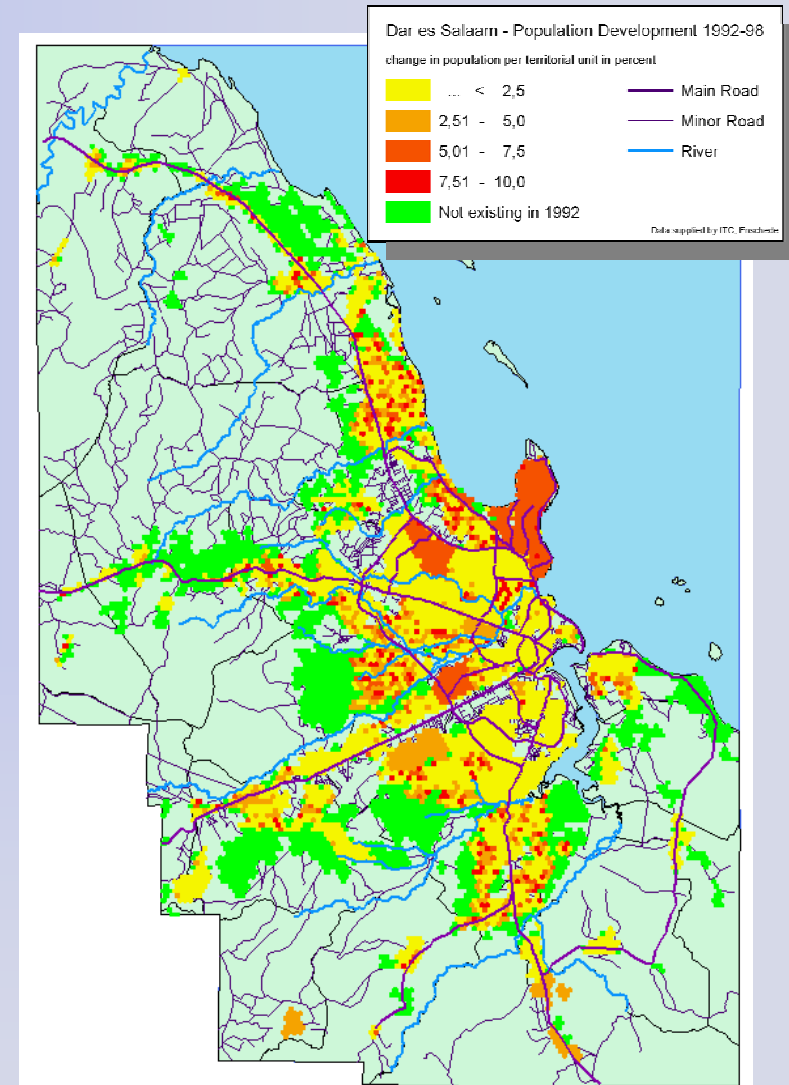 Dar es Salaam - Population Development 1992-98
change in population per territorial unit in percent
... < 2,5
2,51 - 5,0
5,01 - 7,5
7,51 - 10,0
Not existing in 1992
Main Road
Minor Road
River
Data supplied by ITC, Enschede